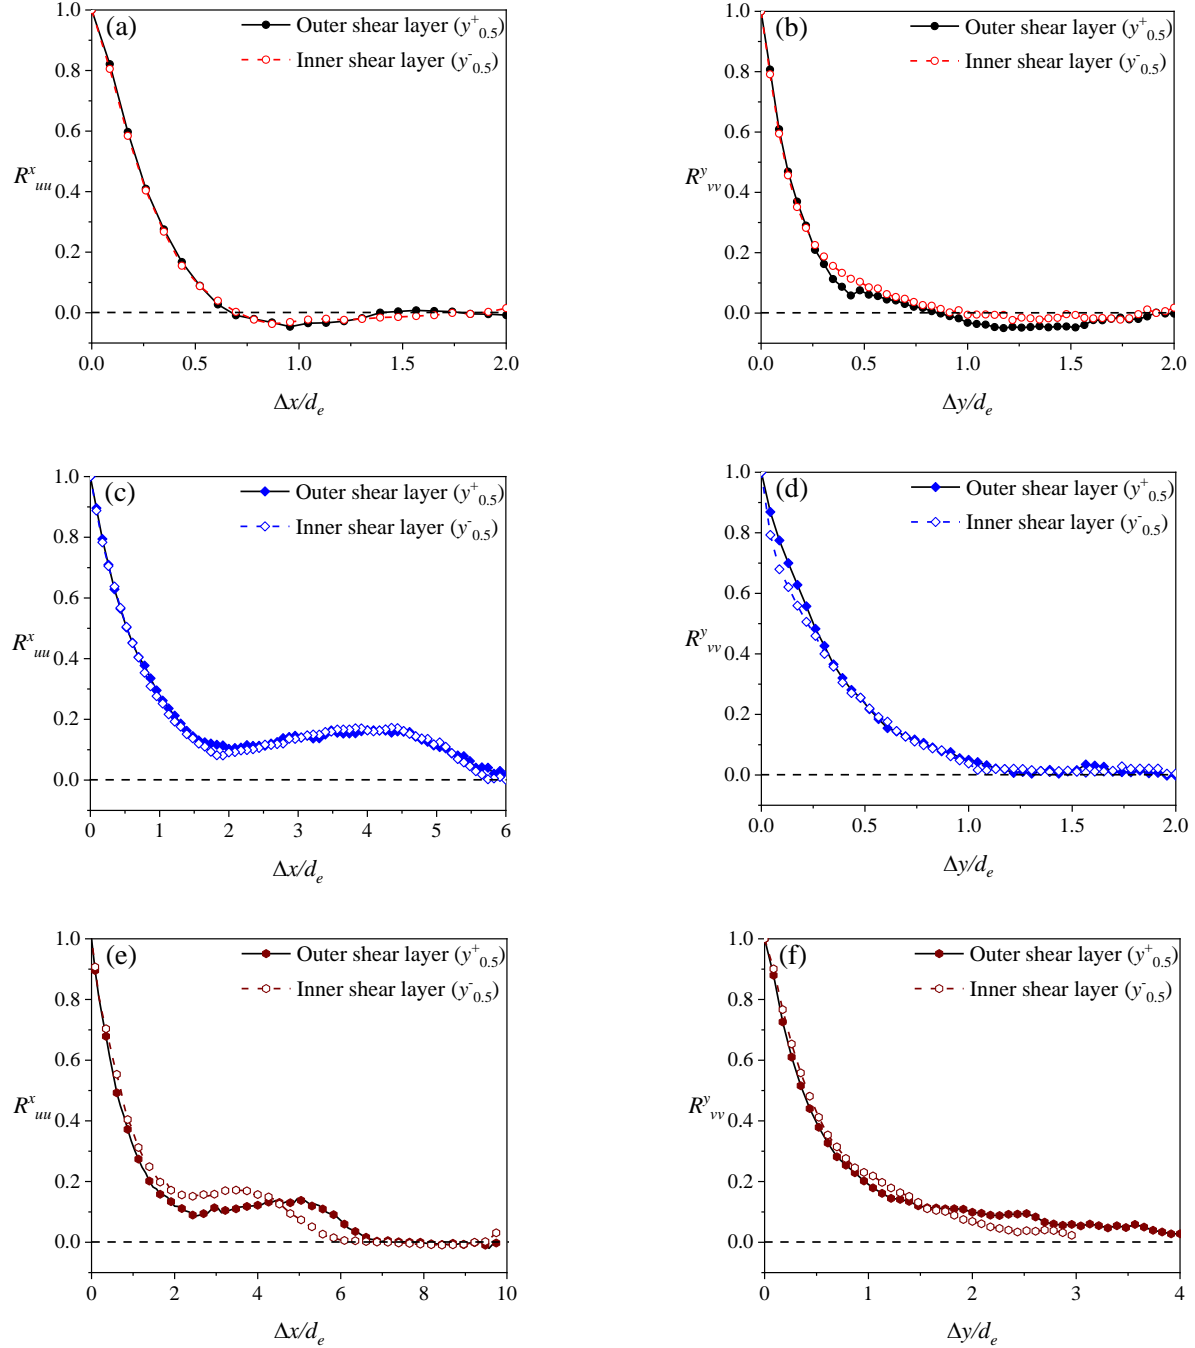 (a)
Outer shear layer (y⁺₀.₅)
Inner shear layer (y⁻₀.₅)
1.0
0.8
0.6
0.4
0.2
0.0
Rˣᵤᵤ
0.0 0.5 1.0 1.5 2.0
Δx/dₑ
(b)
Outer shear layer (y⁺₀.₅)
Inner shear layer (y⁻₀.₅)
1.0
0.8
0.6
0.4
0.2
0.0
Rʸᵥᵥ
0.0 0.5 1.0 1.5 2.0
Δy/dₑ
(c)
Outer shear layer (y⁺₀.₅)
Inner shear layer (y⁻₀.₅)
1.0
0.8
0.6
0.4
0.2
0.0
Rˣᵤᵤ
0 1 2 3 4 5 6
Δx/dₑ
(d)
Outer shear layer (y⁺₀.₅)
Inner shear layer (y⁻₀.₅)
1.0
0.8
0.6
0.4
0.2
0.0
Rʸᵥᵥ
0.0 0.5 1.0 1.5 2.0
Δy/dₑ
(e)
Outer shear layer (y⁺₀.₅)
Inner shear layer (y⁻₀.₅)
1.0
0.8
0.6
0.4
0.2
0.0
Rˣᵤᵤ
0 2 4 6 8 10
Δx/dₑ
(f)
Outer shear layer (y⁺₀.₅)
Inner shear layer (y⁻₀.₅)
1.0
0.8
0.6
0.4
0.2
0.0
Rʸᵥᵥ
0 1 2 3 4
Δy/dₑ